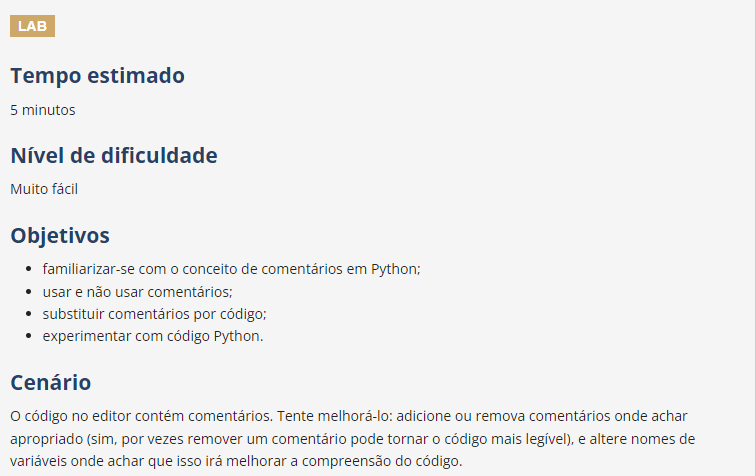 LAB
Tempo estimado
5 minutos
Nível de dificuldade
Muito fácil
Objetivos
• familiarizar-se com o conceito de comentários em Python;
• usar e não usar comentários;
• substituir comentários por código;
• experimentar com código Python.
Cenário
O código no editor contém comentários. Tente melhorá-lo: adicione ou remova comentários onde achar
apropriado (sim, por vezes remover um comentário pode tornar o código mais legível), e altere nomes de
variáveis onde achar que isso irá melhorar a compreensão do código.